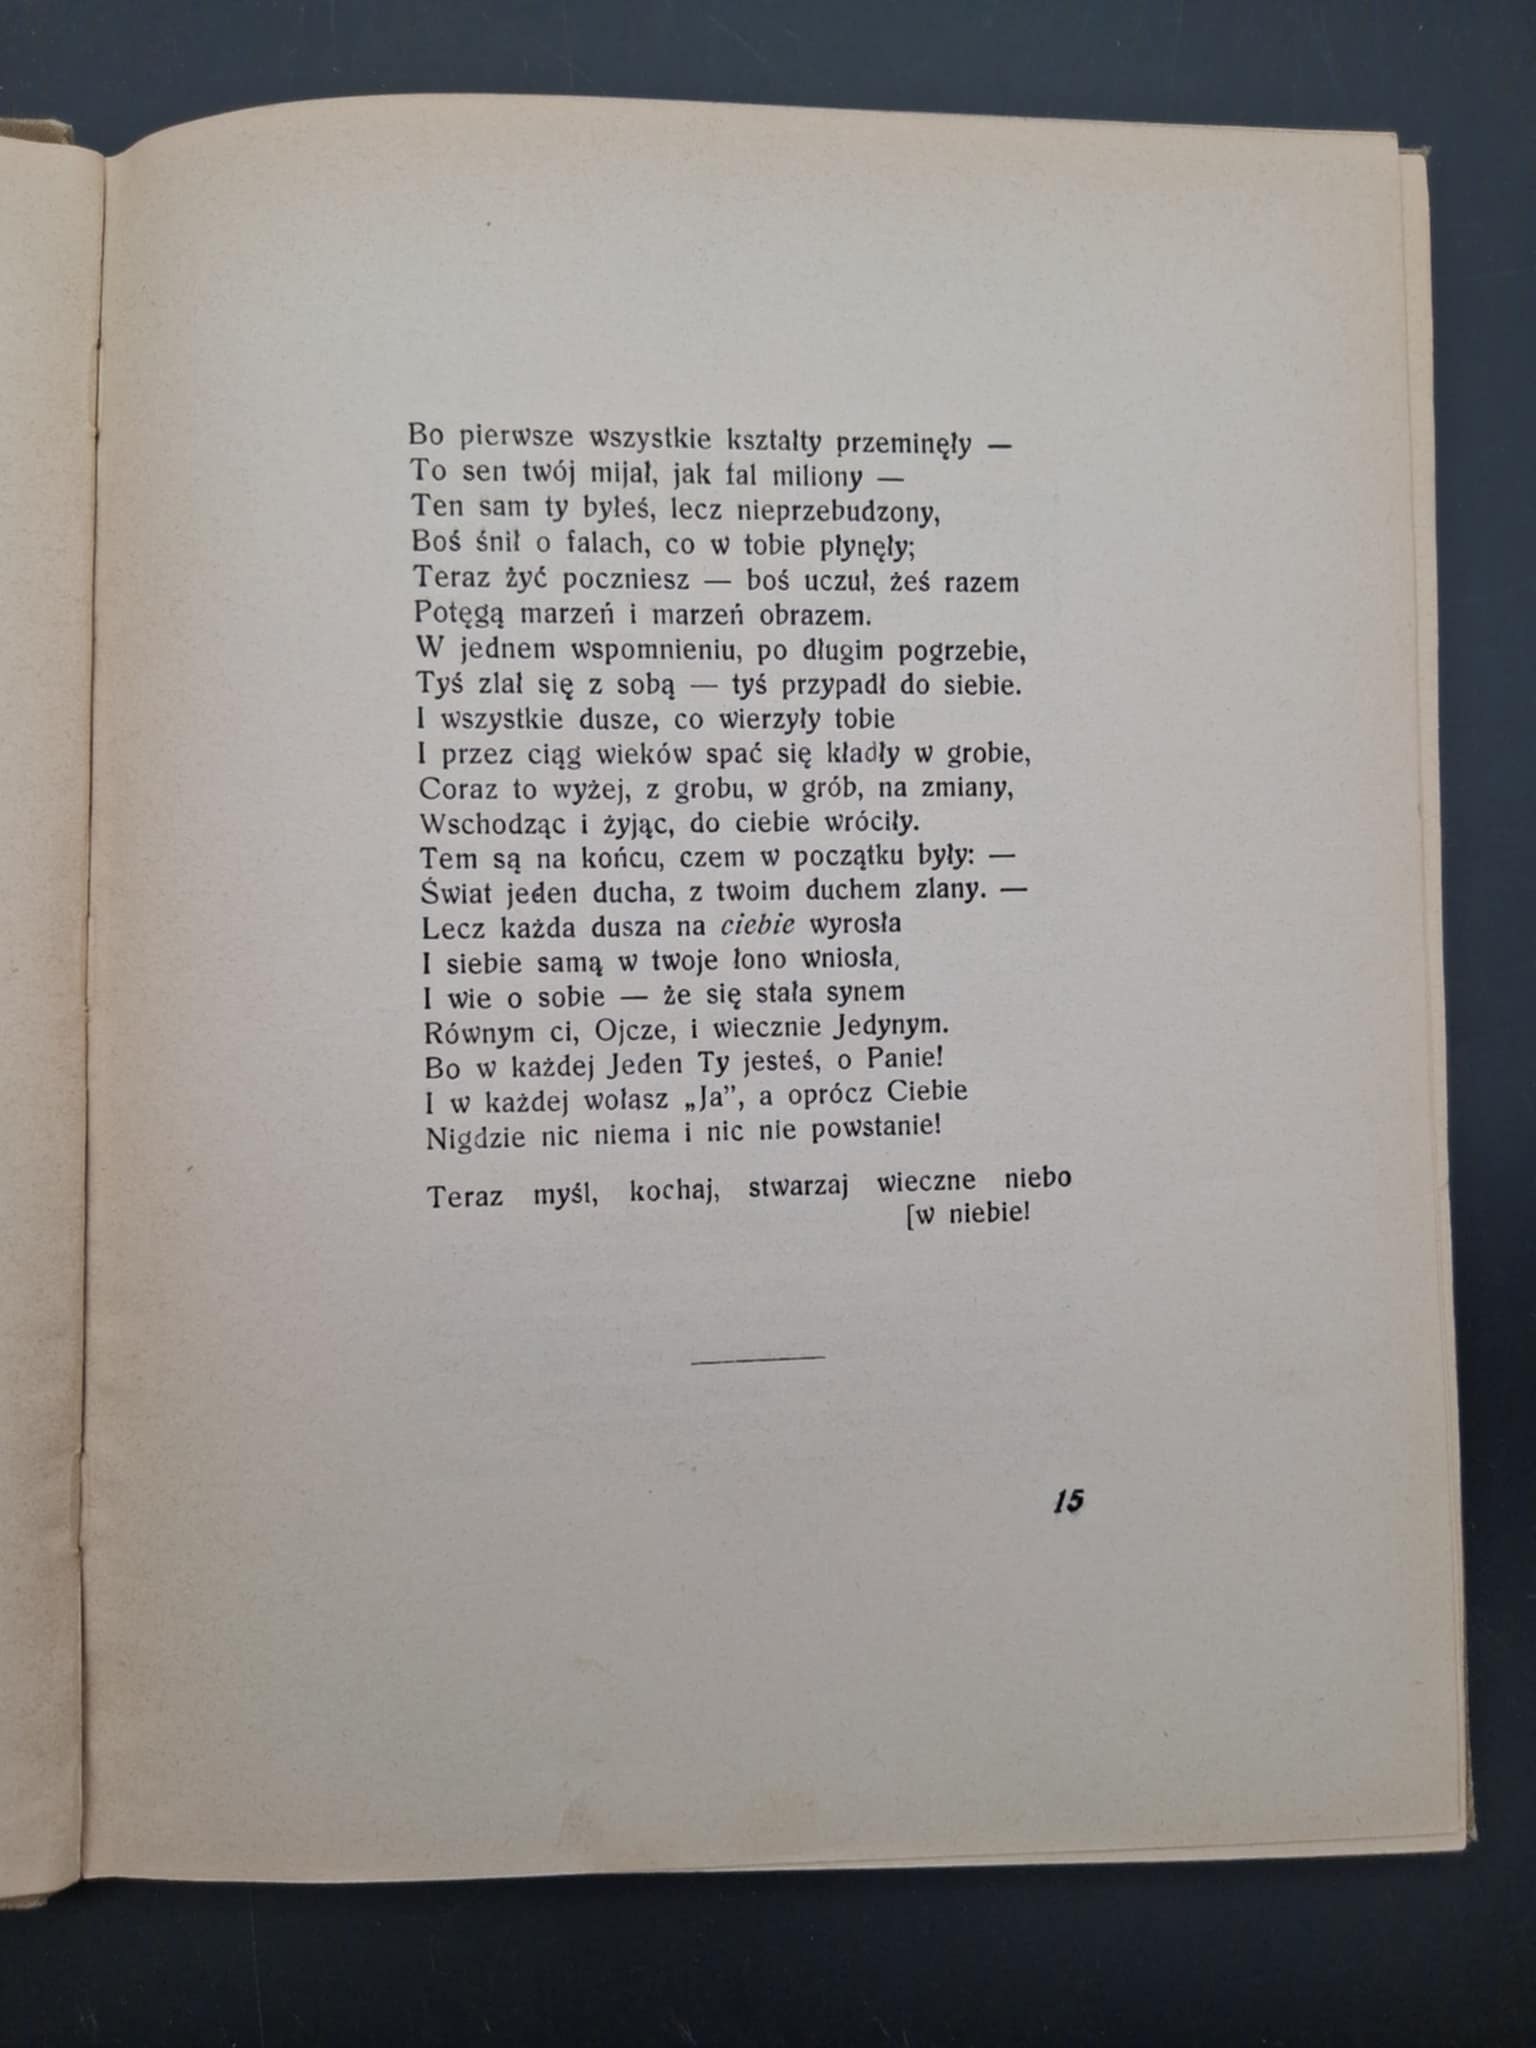 Bo pierwsze wszystkie kształty przeminęły —
To sen twój mijał, jak fal miliony —
Ten sam ty byłeś, lecz nieprzebudzony,
Boś śnił o falach, co w tobie płynęły;
Teraz żyć poczniesz — boś uczuł, żeś razem
Potęgą marzeń i marzeń obrazem.
W jednem wspomnieniu, po długim pogrzebie,
Tyś zlał się z sobą — tyś przypadł do siebie.
I wszystkie dusze, co wierzyły tobie
I przez ciąg wieków spać się kładły w grobie,
Coraz to wyżej, z grobu, w grób, na zmiany,
Wschodząc i żyjąc, do ciebie wróciły.
Tem są na końcu, czem w początku były: —
Świat jeden ducha, z twoim duchem zlany. —
Lecz każda dusza na ciebie wyrosła
I siebie samą w twoje łono wniosła,
I wie o sobie — że się stała synem
Równym ci, Ojcze, i wiecznie Jedynym.
Bo w każdej Jeden Ty jesteś, o Panie!
I w każdej wołasz „Ja”, a oprócz Ciebie
Nigdzie nic niema i nic nie powstanie!
Teraz myśl, kochaj, stwarzaj wieczne niebo
[w niebie!
15